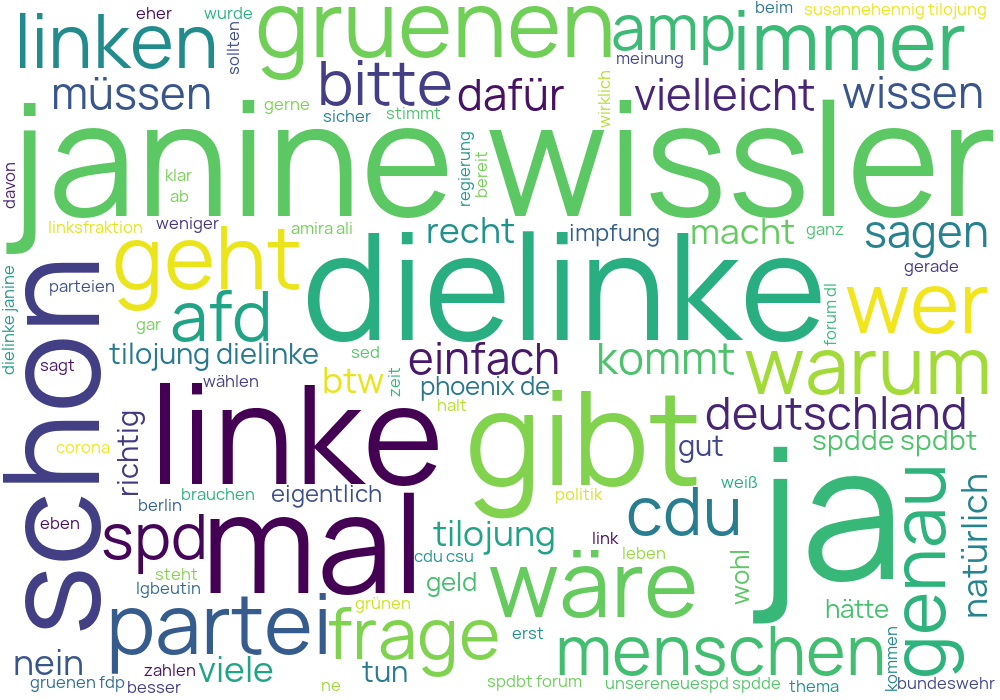 eher wurde gruenen amp beim susannehennig tilojung
linken sollten immer
meinung
müssen bitte dafür wirklich vielleicht wissen
gerne sicher stimmt
janine wissler
davon klar ab regierung bereit
linksfraktion weniger amira ali recht impfung macht ganz sagen
geht dielinke gerade
dielinke janine parteien
schon gar afd forum dl wer
sagt tilojung dielinke sed einfach kommt warum
wählen btw zeit phoenix de
halt
linke gibt deutschland
corona richtig gut spdde spdbt
ja
berlin brauchen eigentlich politik weiß
eben spd mal cdu genau natürlich
tilojung link
cdu csu leben
steht lgbeutin geld wäre wohl
grünen hätte
partei frage erst menschen
nein zahlen viele tun kommen
gruenen fdp besser ne spdbt forum unsereneuespd spdde thema bundeswehr